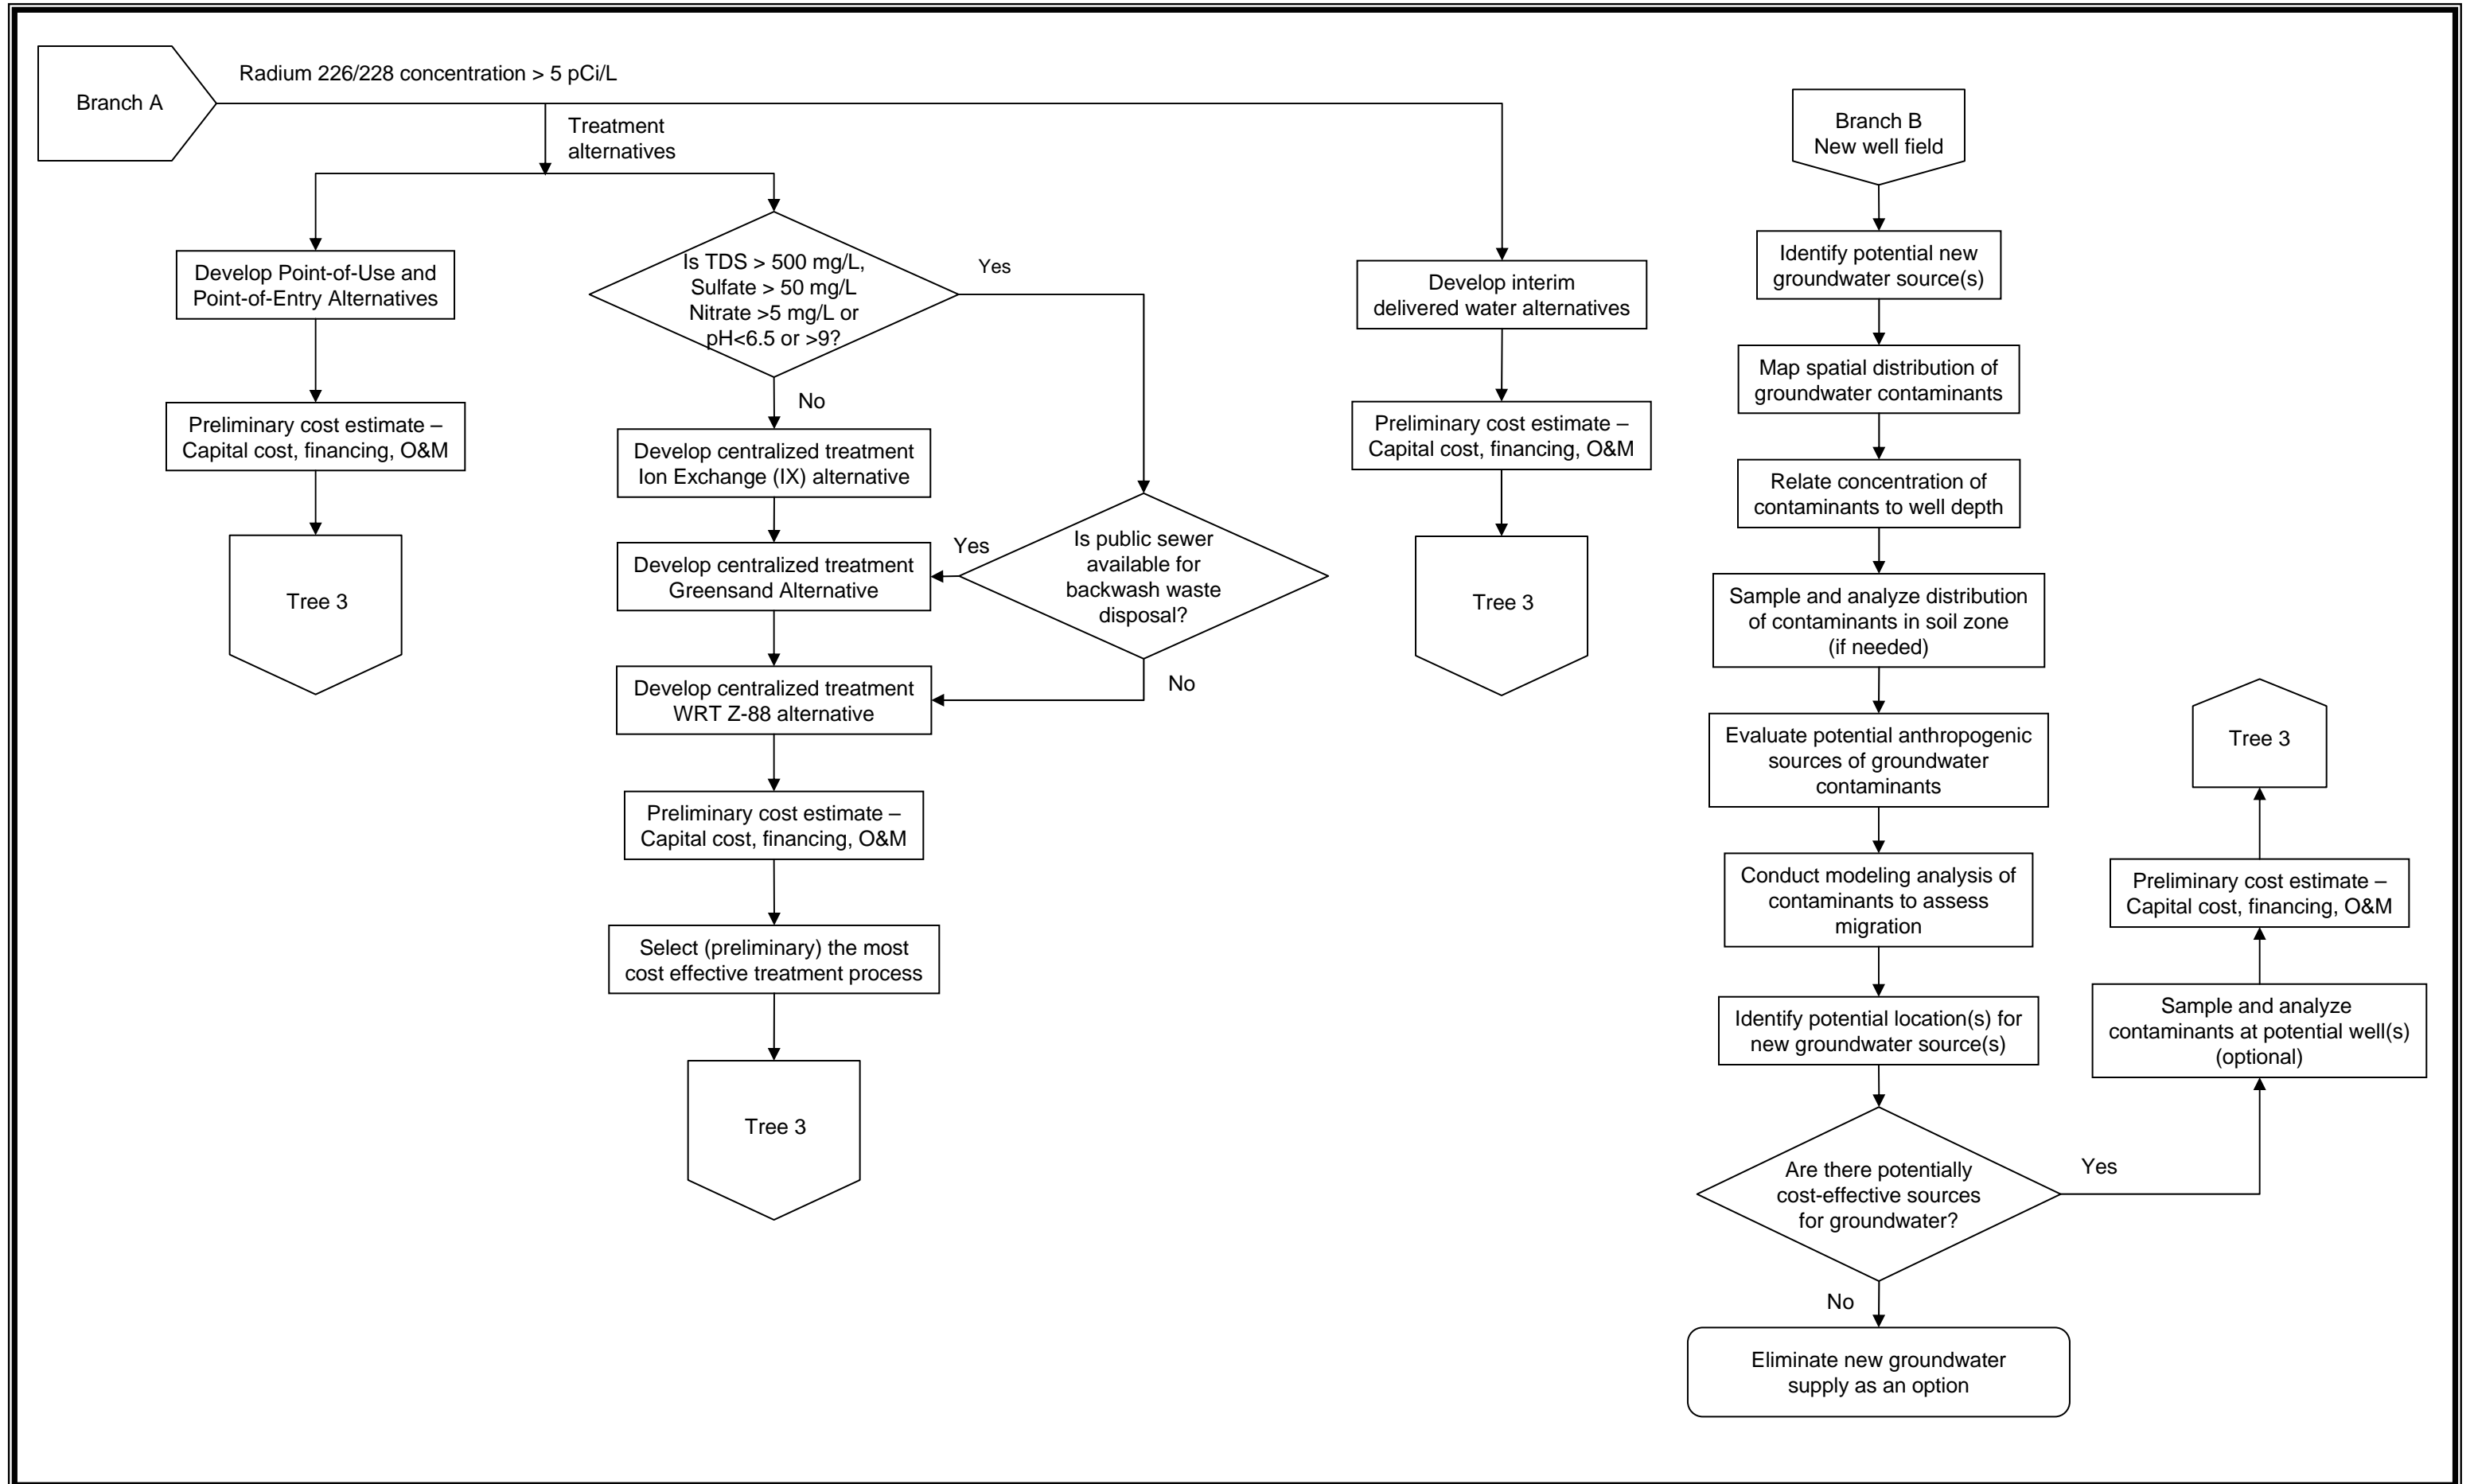 Branch A
Radium 226/228 concentration > 5 pCi/L
Treatment
alternatives
Develop Point-of-Use and
Point-of-Entry Alternatives
Preliminary cost estimate –
Capital cost, financing, O&M
Tree 3
Is TDS > 500 mg/L,
Sulfate > 50 mg/L
Nitrate >5 mg/L or
pH<6.5 or >9?
Yes
No
Develop centralized treatment
Ion Exchange (IX) alternative
Develop centralized treatment
Greensand Alternative
Yes
Is public sewer
available for
backwash waste
disposal?
No
Develop centralized treatment
WRT Z-88 alternative
Preliminary cost estimate –
Capital cost, financing, O&M
Select (preliminary) the most
cost effective treatment process
Tree 3
Develop interim
delivered water alternatives
Preliminary cost estimate –
Capital cost, financing, O&M
Tree 3
Branch B
New well field
Identify potential new
groundwater source(s)
Map spatial distribution of
groundwater contaminants
Relate concentration of
contaminants to well depth
Sample and analyze distribution
of contaminants in soil zone
(if needed)
Evaluate potential anthropogenic
sources of groundwater
contaminants
Conduct modeling analysis of
contaminants to assess
migration
Identify potential location(s) for
new groundwater source(s)
Are there potentially
cost-effective sources
for groundwater?
Yes
No
Eliminate new groundwater
supply as an option
Sample and analyze
contaminants at potential well(s)
(optional)
Preliminary cost estimate –
Capital cost, financing, O&M
Tree 3